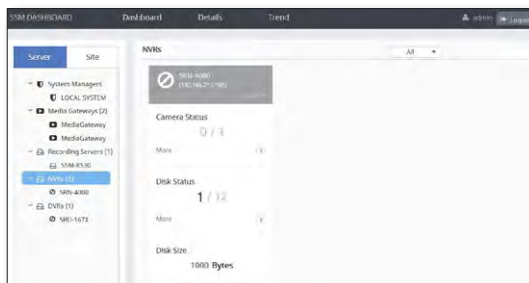 SSM DASHBOARD
Dashboard
Details
Trend
admin
Logout
Server
Site
System Managers
LOCAL SYSTEM
Media Gateways (2)
MediaGateway
MediaGateway
Recording Servers (1)
SSM-RS30
NVRs (1)
SRN-4000
DVRs (1)
SRD-1673
NVRs
All
SRN-4000
Camera Status
0 / 3
More
Disk Status
1 / 12
More
Disk Size
1000 Bytes